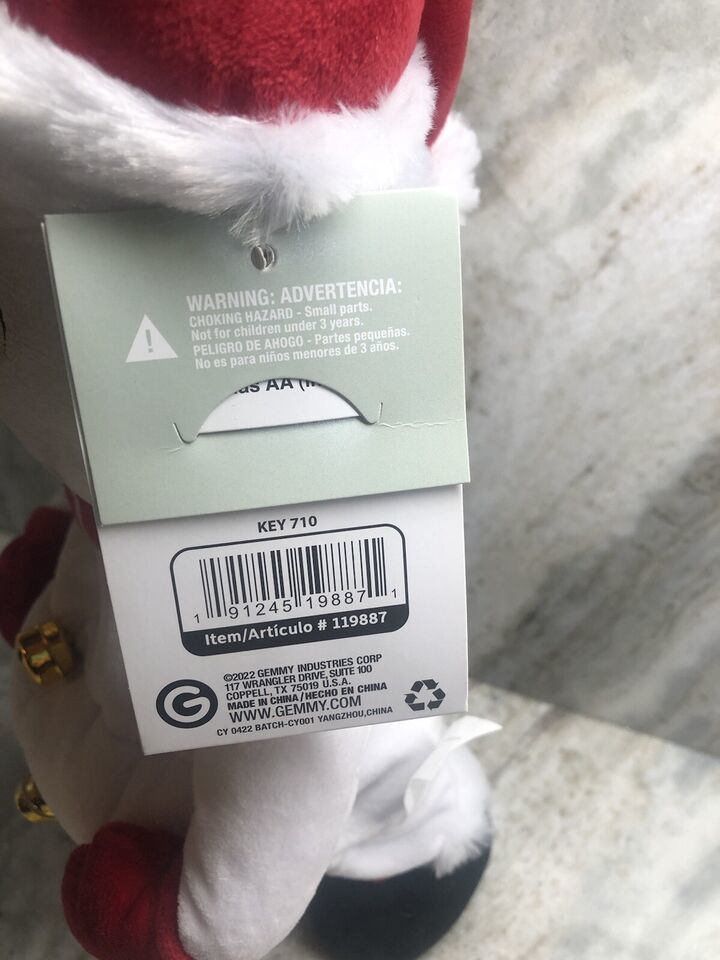 WARNING: ADVERTENCIA:
CHOKING HAZARD - Small parts.
Not for children under 3 years.
PELIGRO DE AHOGO - Partes pequeñas.
No es para niños menores de 3 años.
AA
KEY 710
1 91245 19887 1
Item/Artículo # 119887
©2022 GEMMY INDUSTRIES CORP
117 WRANGLER DRIVE, SUITE 100
COPPELL, TX 75019 U.S.A.
MADE IN CHINA / HECHO EN CHINA
WWW.GEMMY.COM
CY 0422 BATCH-CY001 YANGZHOU,CHINA